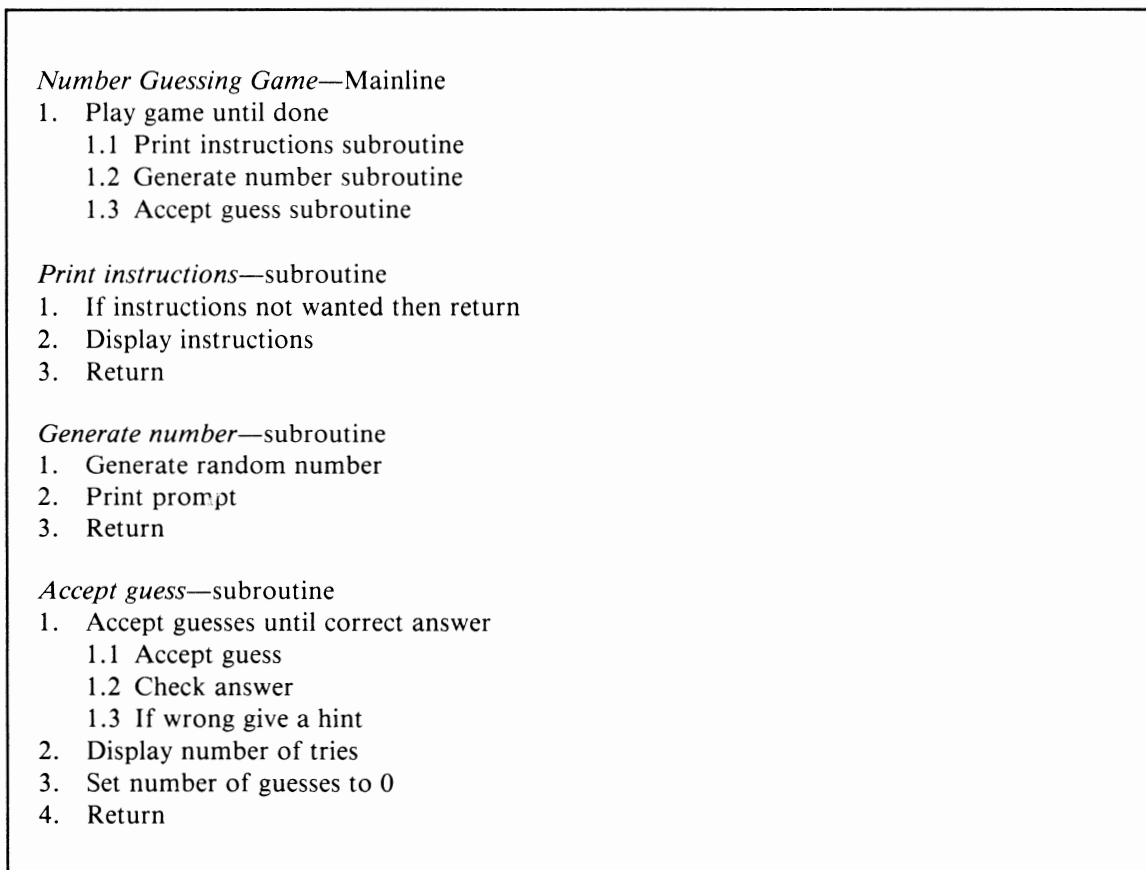 Number Guessing Game—Mainline
1. Play game until done
1.1 Print instructions subroutine
1.2 Generate number subroutine
1.3 Accept guess subroutine
Print instructions—subroutine
1. If instructions not wanted then return
2. Display instructions
3. Return
Generate number—subroutine
1. Generate random number
2. Print prompt
3. Return
Accept guess—subroutine
1. Accept guesses until correct answer
1.1 Accept guess
1.2 Check answer
1.3 If wrong give a hint
2. Display number of tries
3. Set number of guesses to 0
4. Return